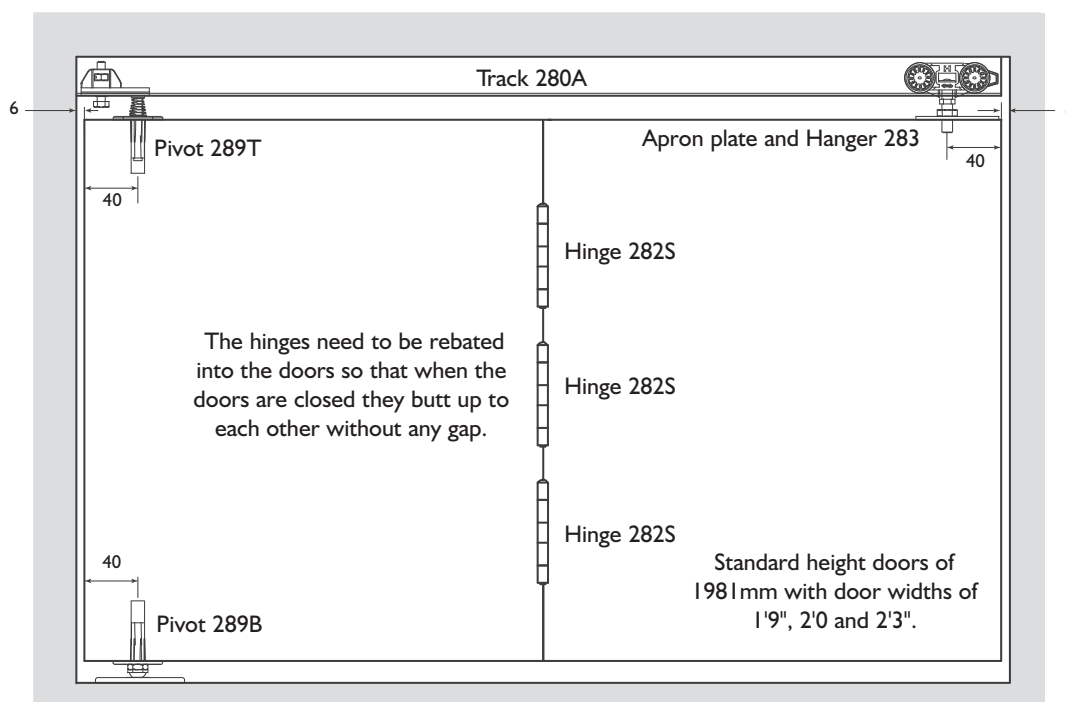 Track 280A
6
Pivot 289T
Apron plate and Hanger 283
40
40
Hinge 282S
The hinges need to be rebated
into the doors so that when the
doors are closed they butt up to
each other without any gap.
Hinge 282S
Hinge 282S
40
Standard height doors of
1981mm with door widths of
1'9", 2'0 and 2'3".
Pivot 289B